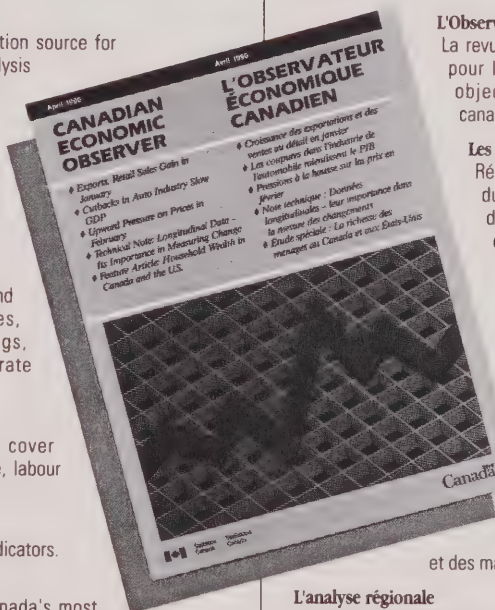 tion source for
lysis
nd
es,
ngs,
rate
cover
e, labour
dicators.
nada's most
April 1990
CANADIAN
ECONOMIC
OBSERVER
♦ Exports, Retail Sales Gain in
January
♦ Cutbacks in Auto Industry Slow
GDP
♦ Upward Pressure on Prices in
February
♦ Technical Note: Longitudinal Data -
Its Importance in Measuring Change
♦ Feature Article: Household Wealth in
Canada and the U.S.
Avril 1990
L'OBSERVATEUR
ÉCONOMIQUE
CANADIEN
♦ Croissance des exportations et des
ventes au détail en janvier
♦ Les coupures dans l'industrie de
l'automobile ralentissent le PIB
♦ Pressions à la hausse sur les prix en
février
♦ Note technique : Données
longitudinales - leur importance dans
la mesure des changements
♦ Étude spéciale : La richesse des
ménages au Canada et aux États-Unis
Statistics Canada
Statistique Canada
Canada
L'Observ
La revu
pour l
objec
cana
Les
Ré
du
d
et des ma
L'analyse régionale